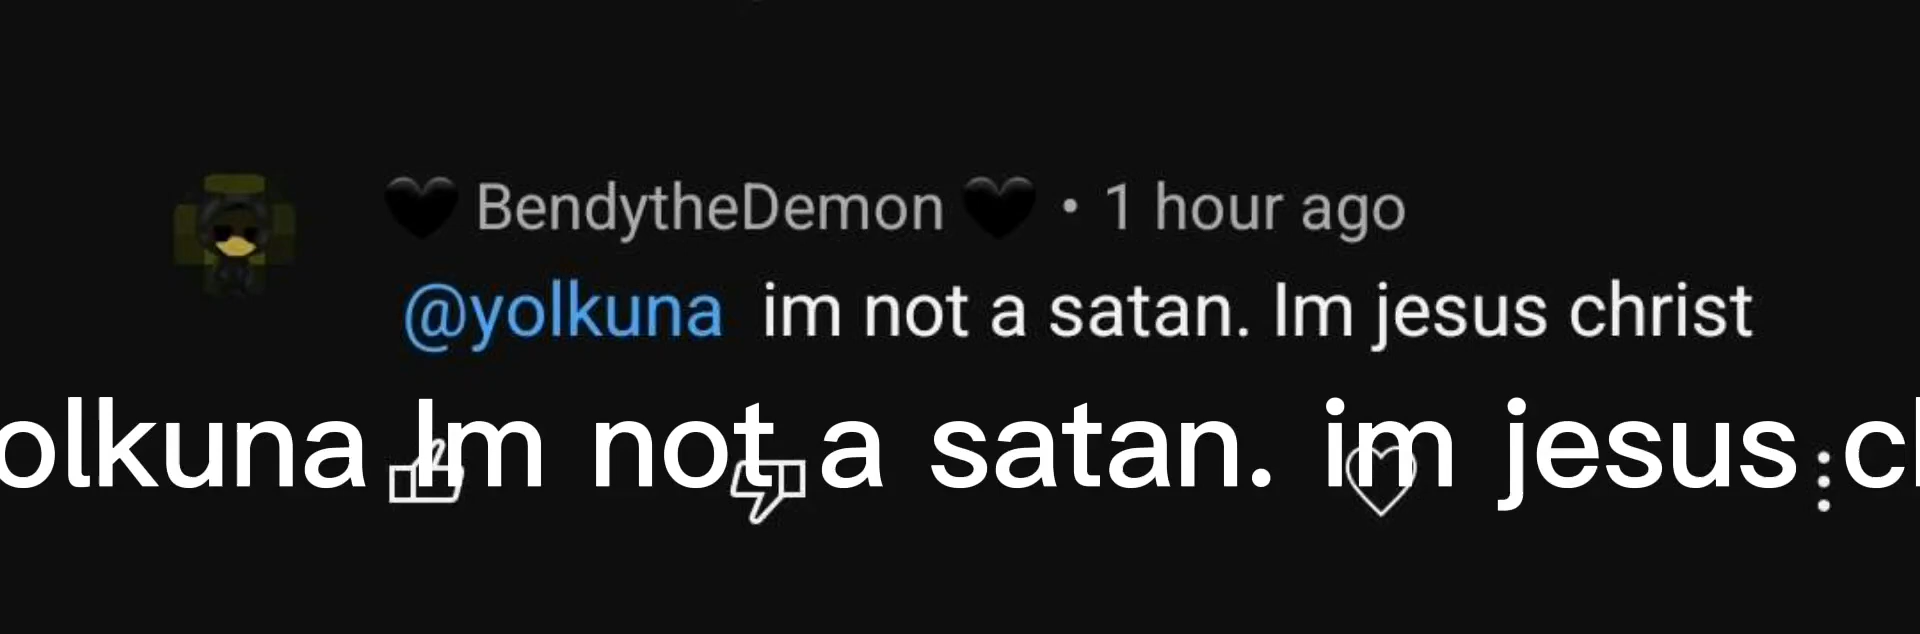 🖤 BendytheDemon 🖤 • 1 hour ago
@yolkuna im not a satan. Im jesus christ
olkuna Im not a satan. im jesus